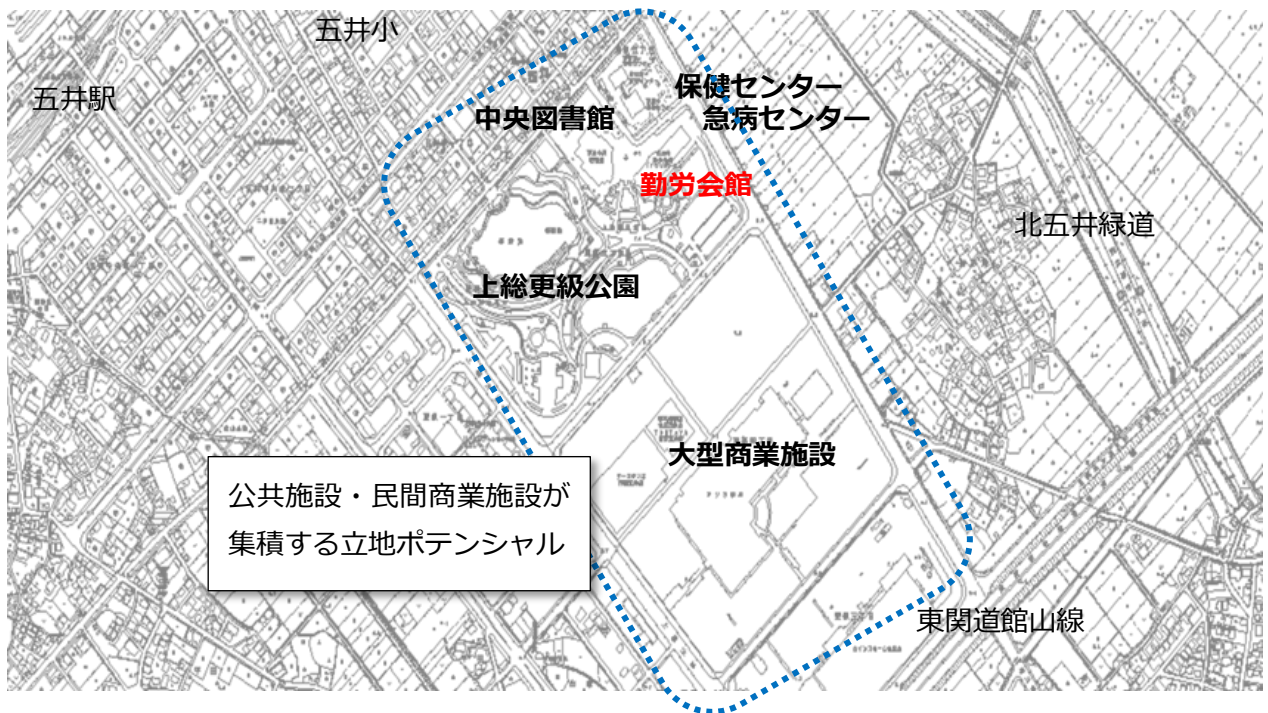 五井小
五井駅
保健センター
急病センター
中央図書館
勤労会館
北五井緑道
上総更級公園
大型商業施設
公共施設・民間商業施設が
集積する立地ポテンシャル
東関道館山線